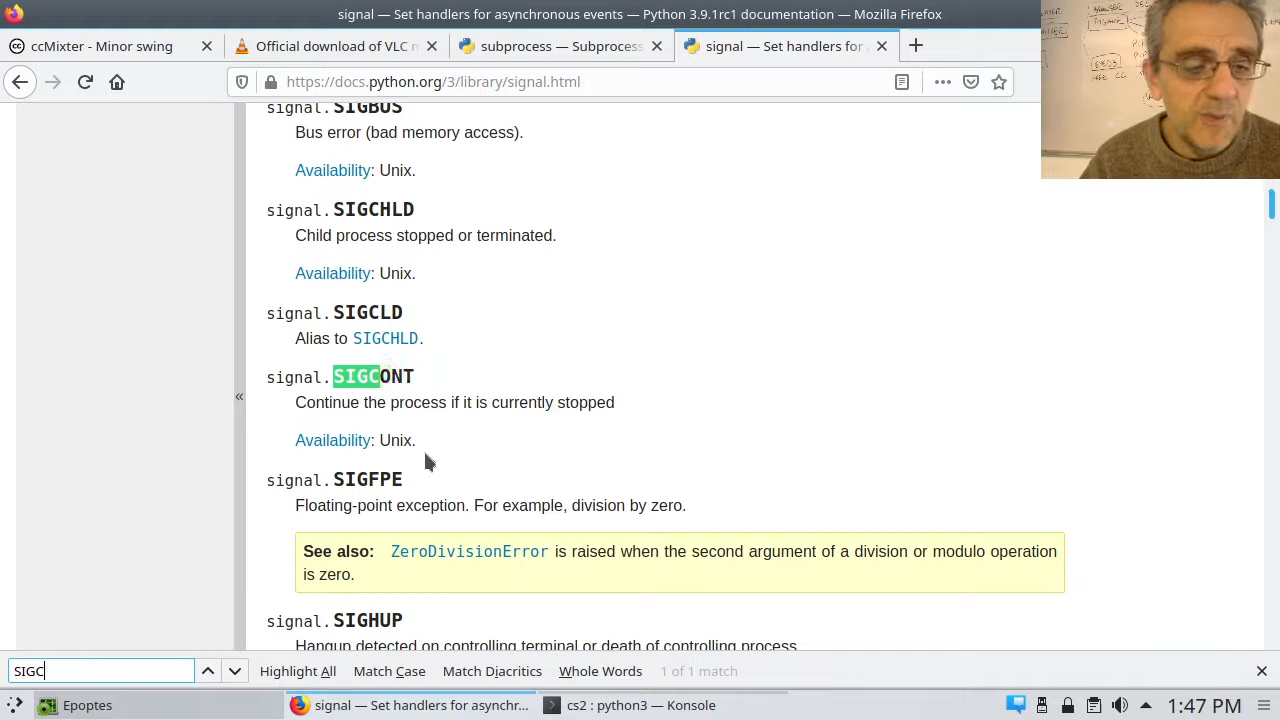 signal — Set handlers for asynchronous events — Python 3.9.1rc1 documentation — Mozilla Firefox
ccMixter - Minor swing
Official download of VLC m
subprocess — Subprocess
signal — Set handlers for a
https://docs.python.org/3/library/signal.html
signal.SIGBUS
Bus error (bad memory access).
Availability: Unix.
signal.SIGCHLD
Child process stopped or terminated.
Availability: Unix.
signal.SIGCLD
Alias to SIGCHLD.
signal.SIGCONT
Continue the process if it is currently stopped
Availability: Unix.
«
signal.SIGFPE
Floating-point exception. For example, division by zero.
See also: ZeroDivisionError is raised when the second argument of a division or modulo operation
is zero.
signal.SIGHUP
Hangup detected on controlling terminal or death of controlling process.
SIGC
Highlight All
Match Case
Match Diacritics
Whole Words
1 of 1 match
Epoptes
signal — Set handlers for asynchr...
cs2 : python3 — Konsole
1:47 PM